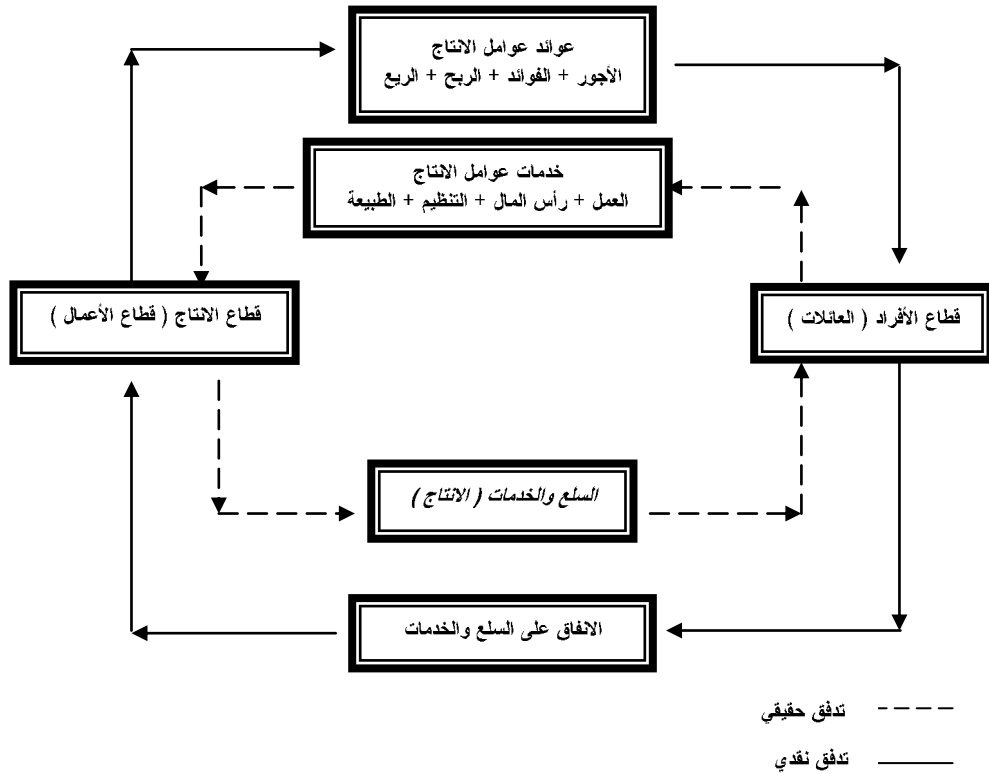 عوائد عوامل الانتاج
الأجور + الفوائد + الربح + الريع
خدمات عوامل الانتاج
العمل + رأس المال + التنظيم + الطبيعة
قطاع الأفراد ( العائلات )
قطاع الانتاج ( قطاع الأعمال )
السلع والخدمات ( الانتاج )
الانفاق على السلع والخدمات
تدفق حقيقي
تدفق نقدي